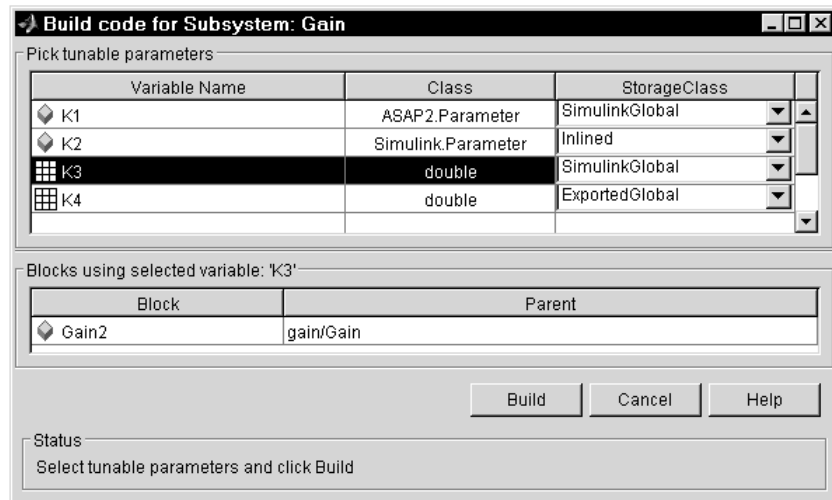 Build code for Subsystem: Gain
Pick tunable parameters
Variable Name Class StorageClass
K1 ASAP2.Parameter SimulinkGlobal
K2 Simulink.Parameter Inlined
K3 double SimulinkGlobal
K4 double ExportedGlobal
Blocks using selected variable: 'K3'
Block Parent
Gain2 gain/Gain
Build Cancel Help
Status
Select tunable parameters and click Build